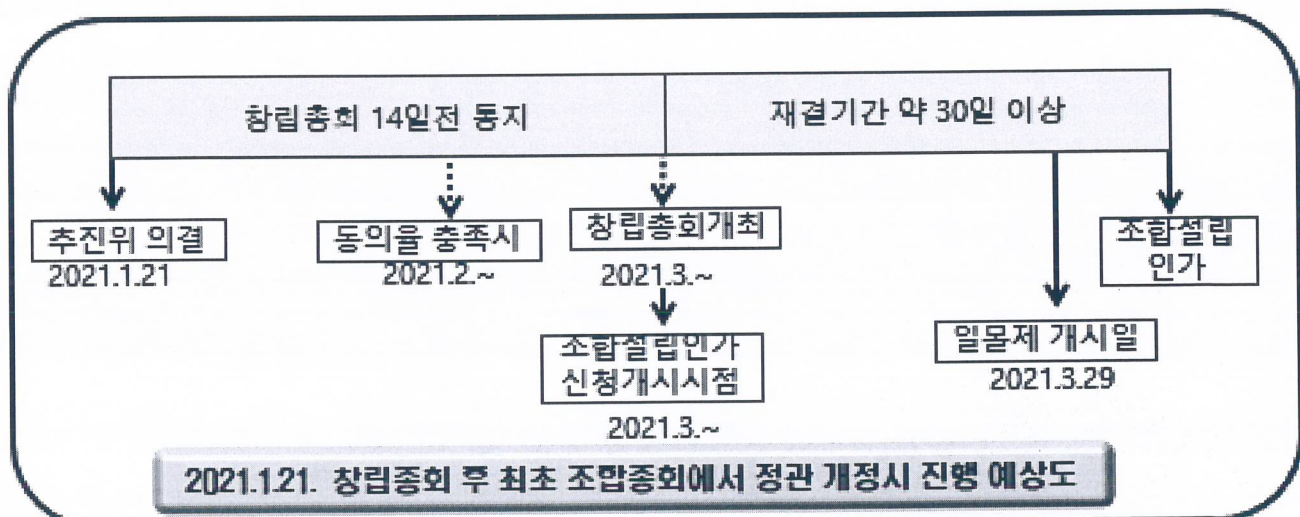 창립총회 14일전 통지
재결기간 약 30일 이상
추진위 의결
2021.1.21
동의율 충족시
2021.2.~
창립총회개최
2021.3.~
조합설립
인가
조합설립인가
신청개시시점
2021.3.~
일몰제 개시일
2021.3.29
2021.1.21. 창립총회 후 최초 조합총회에서 정관 개정시 진행 예상도